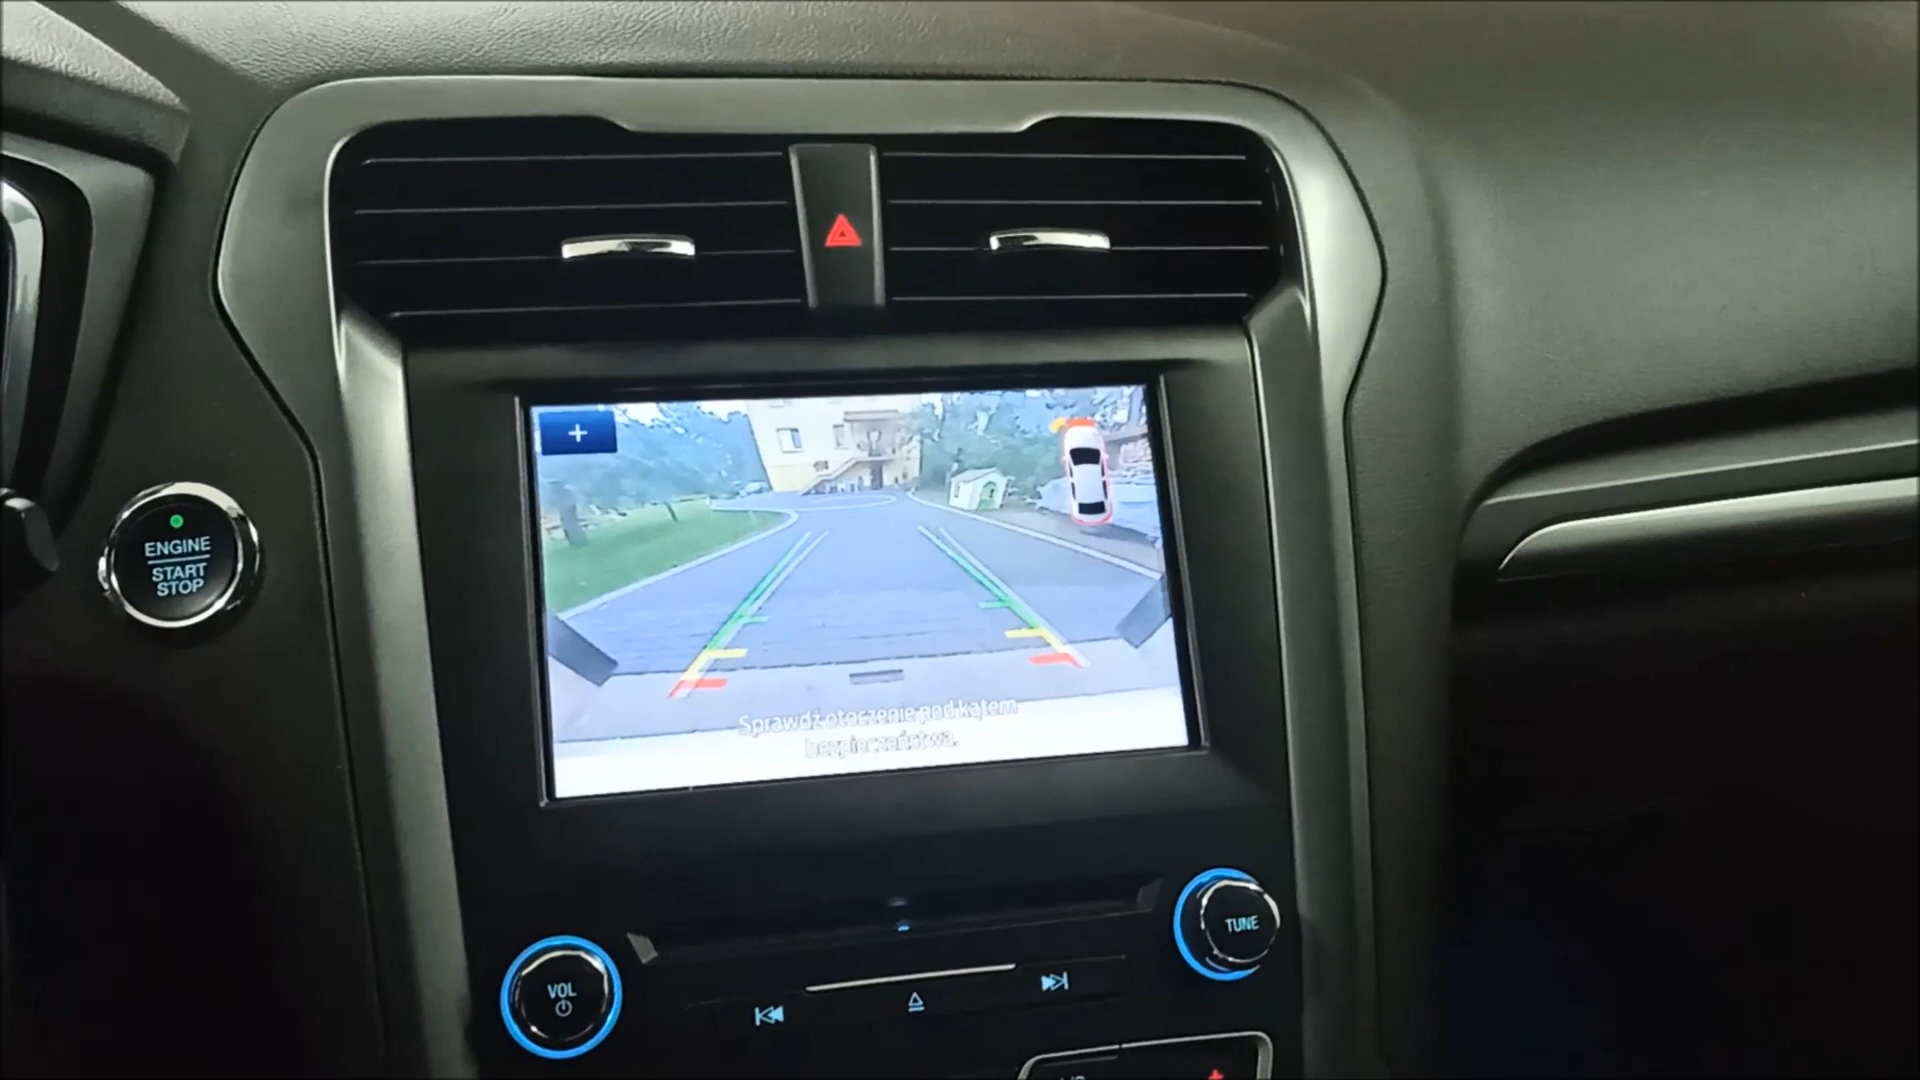 +
ENGINE
START
STOP
Sprawdź otoczenie pod kątem
bezpieczeństwa.
TUNE
VOL